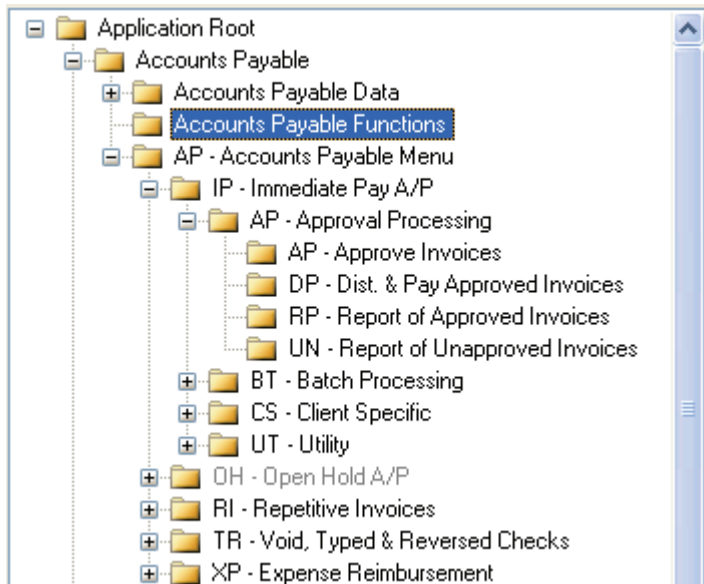 Application Root
Accounts Payable
Accounts Payable Data
Accounts Payable Functions
AP - Accounts Payable Menu
IP - Immediate Pay A/P
AP - Approval Processing
AP - Approve Invoices
DP - Dist. & Pay Approved Invoices
RP - Report of Approved Invoices
UN - Report of Unapproved Invoices
BT - Batch Processing
CS - Client Specific
UT - Utility
OH - Open Hold A/P
RI - Repetitive Invoices
TR - Void, Typed & Reversed Checks
XP - Expense Reimbursement